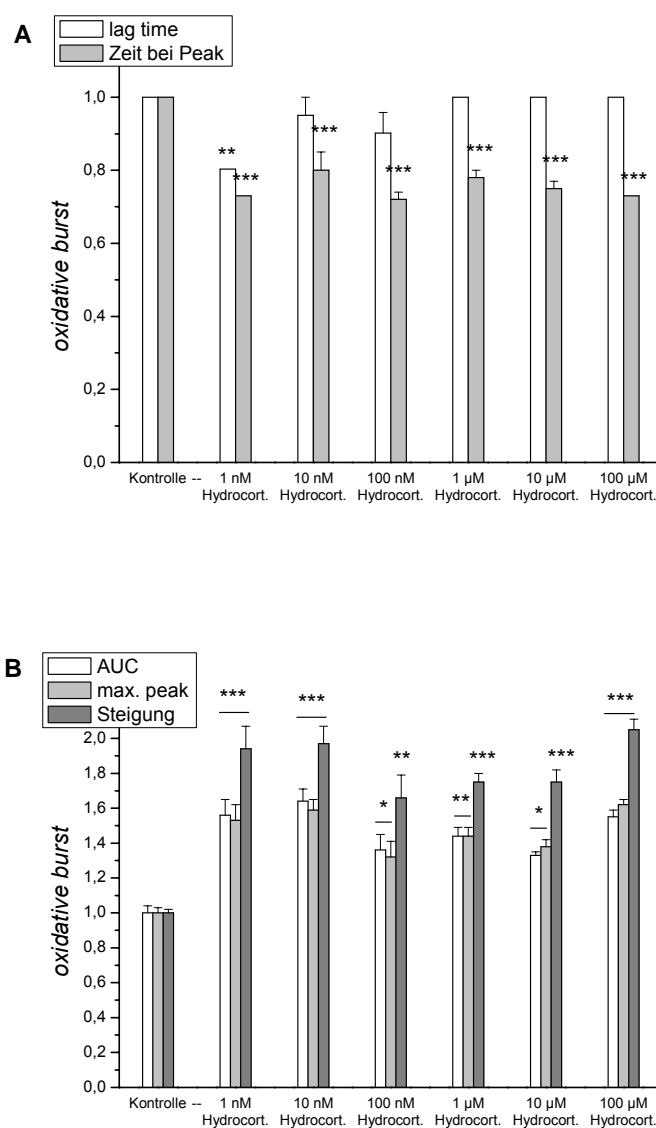 A
lag time
Zeit bei Peak
1,0
0,8
0,6
0,4
0,2
0,0
oxidative burst
** *** *** *** *** *** ***
Kontrolle -- 1 nM 10 nM 100 nM 1 µM 10 µM 100 µM
Hydrocort. Hydrocort. Hydrocort. Hydrocort. Hydrocort. Hydrocort.
B
AUC
max. peak
Steigung
2,0
1,8
1,6
1,4
1,2
1,0
0,8
0,6
0,4
0,2
0,0
oxidative burst
*** *** * ** ** *** * *** ***
Kontrolle -- 1 nM 10 nM 100 nM 1 µM 10 µM 100 µM
Hydrocort. Hydrocort. Hydrocort. Hydrocort. Hydrocort. Hydrocort.